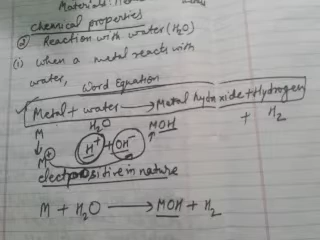 Materials:
chemical properties
② Reaction with water (H₂O)
(i) when a metal reacts with
water,
Word Equation
Metal + water ⟶ Metal hydroxide + Hydrogen
M H₂O MOH + H₂
↓ H⁺ + OH⁻
M⊕
electropositive in nature
M + H₂O ⟶ MOH + H₂